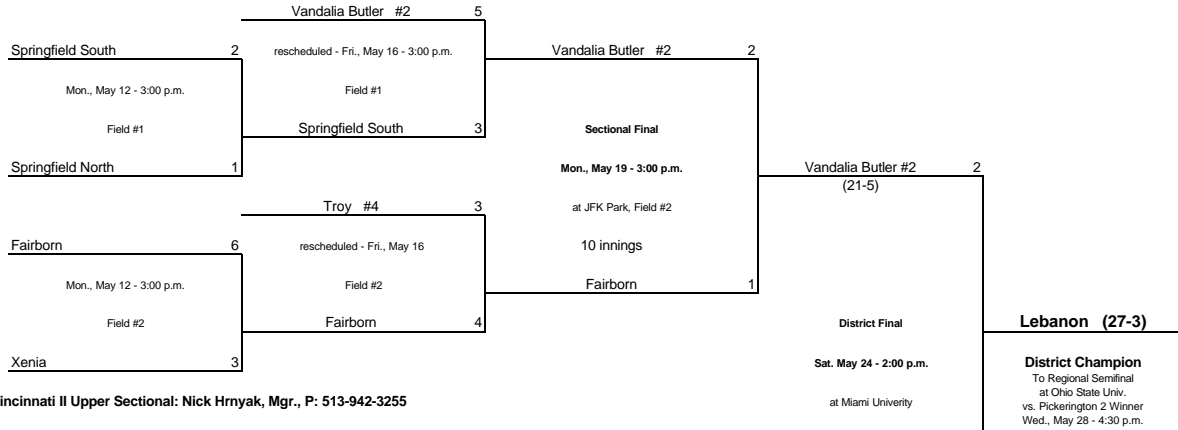 Vandalia Butler #2 5
Springfield South 2
rescheduled - Fri., May 16 - 3:00 p.m.
Vandalia Butler #2 2
Mon., May 12 - 3:00 p.m.
Field #1
Field #1
Springfield South 3
Sectional Final
Springfield North 1
Mon., May 19 - 3:00 p.m.
Vandalia Butler #2 2
(21-5)
Troy #4 3
at JFK Park, Field #2
Fairborn 6
rescheduled - Fri., May 16
10 innings
Mon., May 12 - 3:00 p.m.
Field #2
Fairborn 1
Field #2
Fairborn 4
District Final
Lebanon (27-3)
Xenia 3
Sat. May 24 - 2:00 p.m.
District Champion
To Regional Semifinal
at Ohio State Univ.
vs. Pickerington 2 Winner
Wed., May 28 - 4:30 p.m.
incinnati II Upper Sectional: Nick Hrnyak, Mgr., P: 513-942-3255
at Miami Univerity